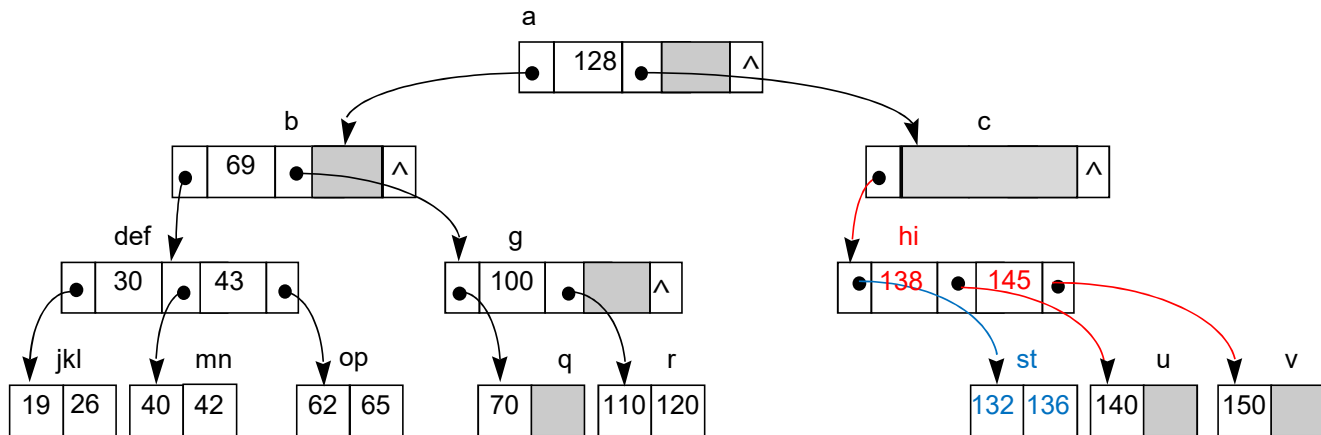 a
128 ^
b c
69 ^ ^
def g hi
30 43 100 ^ 138 145
jkl mn op q r st u v
19 26 40 42 62 65 70 110 120 132 136 140 150